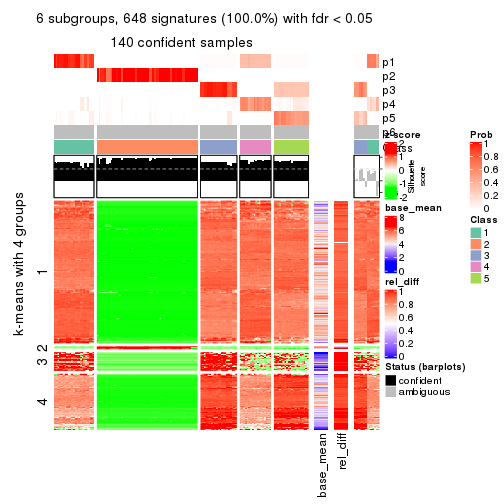 6 subgroups, 648 signatures (100.0%) with fdr < 0.05
140 confident samples
p1
p2
p3
p4
p5
p6
Class
z-score
2
1
0
-1
-2
Silhouette
score
base_mean
8
6
4
2
0
rel_diff
1
0.8
0.6
0.4
0.2
0
Status (barplots)
confident
ambiguous
Prob
1
0.8
0.6
0.4
0.2
0
Class
1
2
3
4
5
k-means with 4 groups
1
2
3
4
base_mean
rel_diff